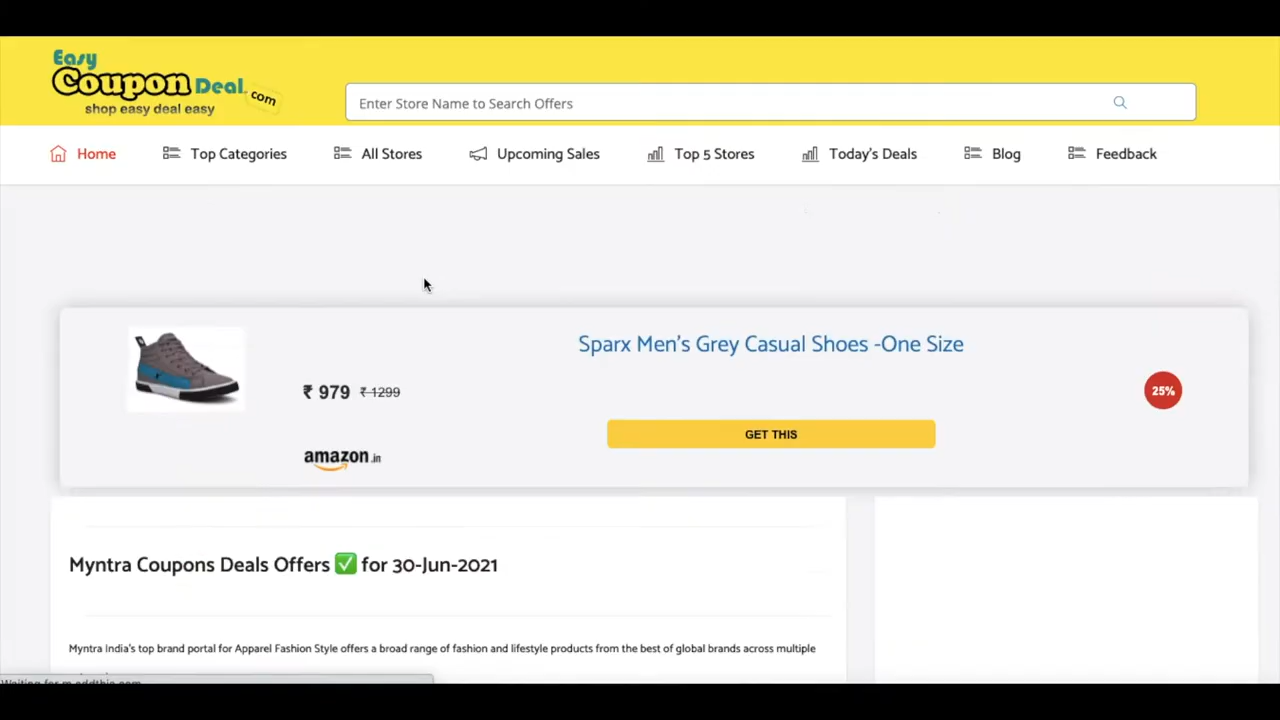 Easy
Coupon Deal.com
shop easy deal easy
Enter Store Name to Search Offers
Home
Top Categories
All Stores
Upcoming Sales
Top 5 Stores
Today's Deals
Blog
Feedback
Sparx Men's Grey Casual Shoes -One Size
₹ 979 ₹ 1299
25%
GET THIS
amazon.in
Myntra Coupons Deals Offers ✅ for 30-Jun-2021
Myntra India's top brand portal for Apparel Fashion Style offers a broad range of fashion and lifestyle products from the best of global brands across multiple